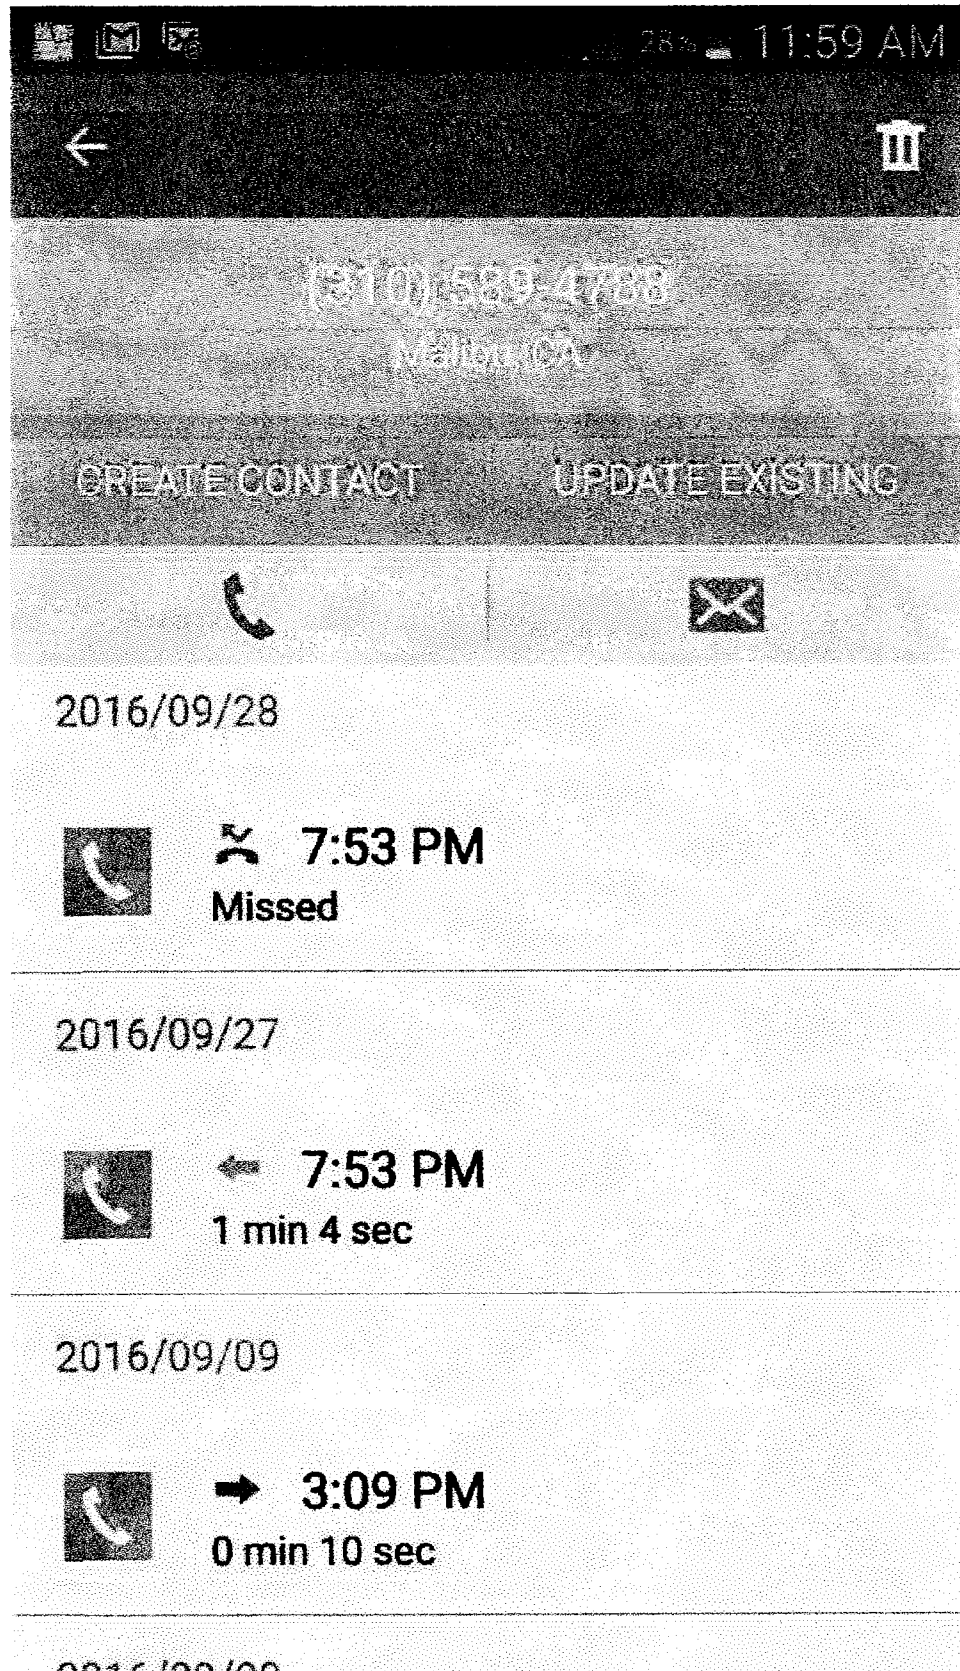 28% 11:59 AM
(310) 589-4788
Malibu, CA
CREATE CONTACT UPDATE EXISTING
2016/09/28
7:53 PM
Missed
2016/09/27
7:53 PM
1 min 4 sec
2016/09/09
3:09 PM
0 min 10 sec